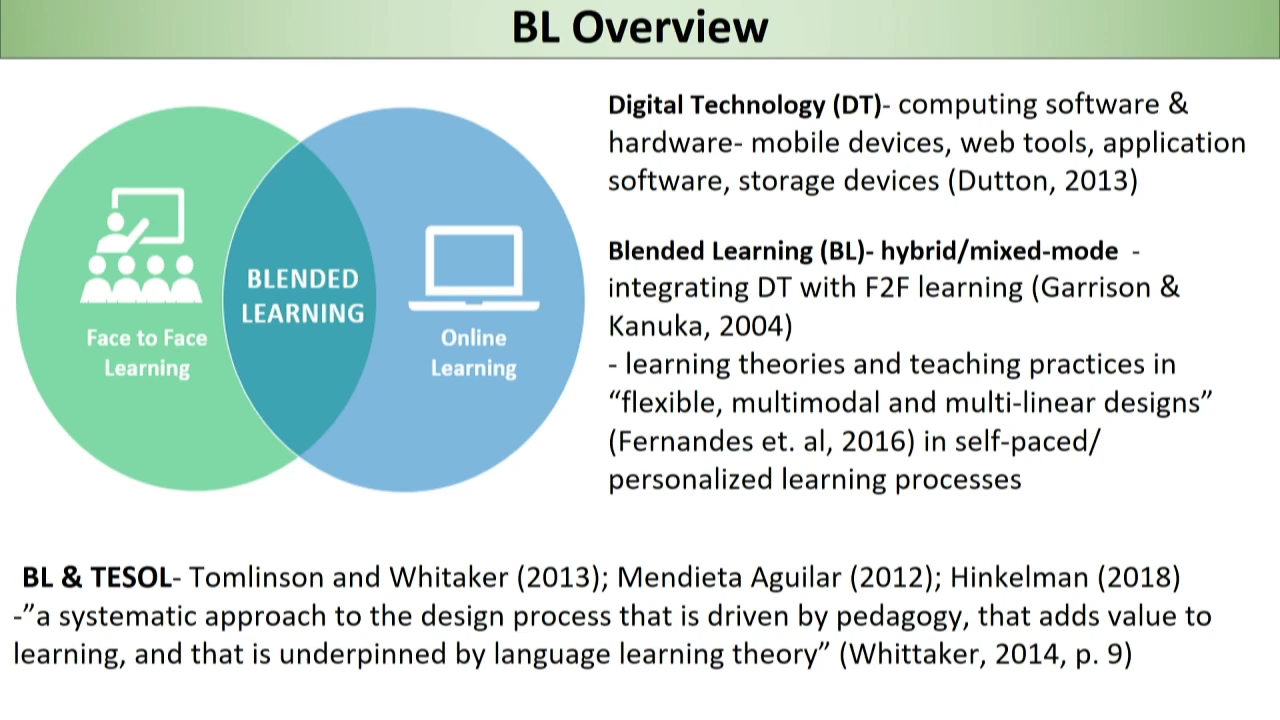 BL Overview
Face to Face
Learning
BLENDED
LEARNING
Online
Learning
Digital Technology (DT)- computing software &
hardware- mobile devices, web tools, application
software, storage devices (Dutton, 2013)
Blended Learning (BL)- hybrid/mixed-mode -
integrating DT with F2F learning (Garrison &
Kanuka, 2004)
- learning theories and teaching practices in
“flexible, multimodal and multi-linear designs”
(Fernandes et. al, 2016) in self-paced/
personalized learning processes
BL & TESOL- Tomlinson and Whitaker (2013); Mendieta Aguilar (2012); Hinkelman (2018)
-”a systematic approach to the design process that is driven by pedagogy, that adds value to
learning, and that is underpinned by language learning theory” (Whittaker, 2014, p. 9)